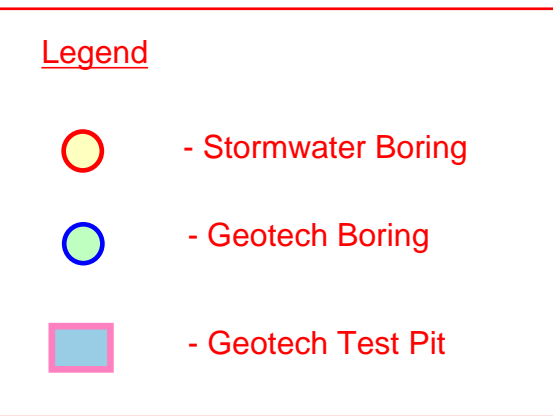 Legend
- Stormwater Boring
- Geotech Boring
- Geotech Test Pit